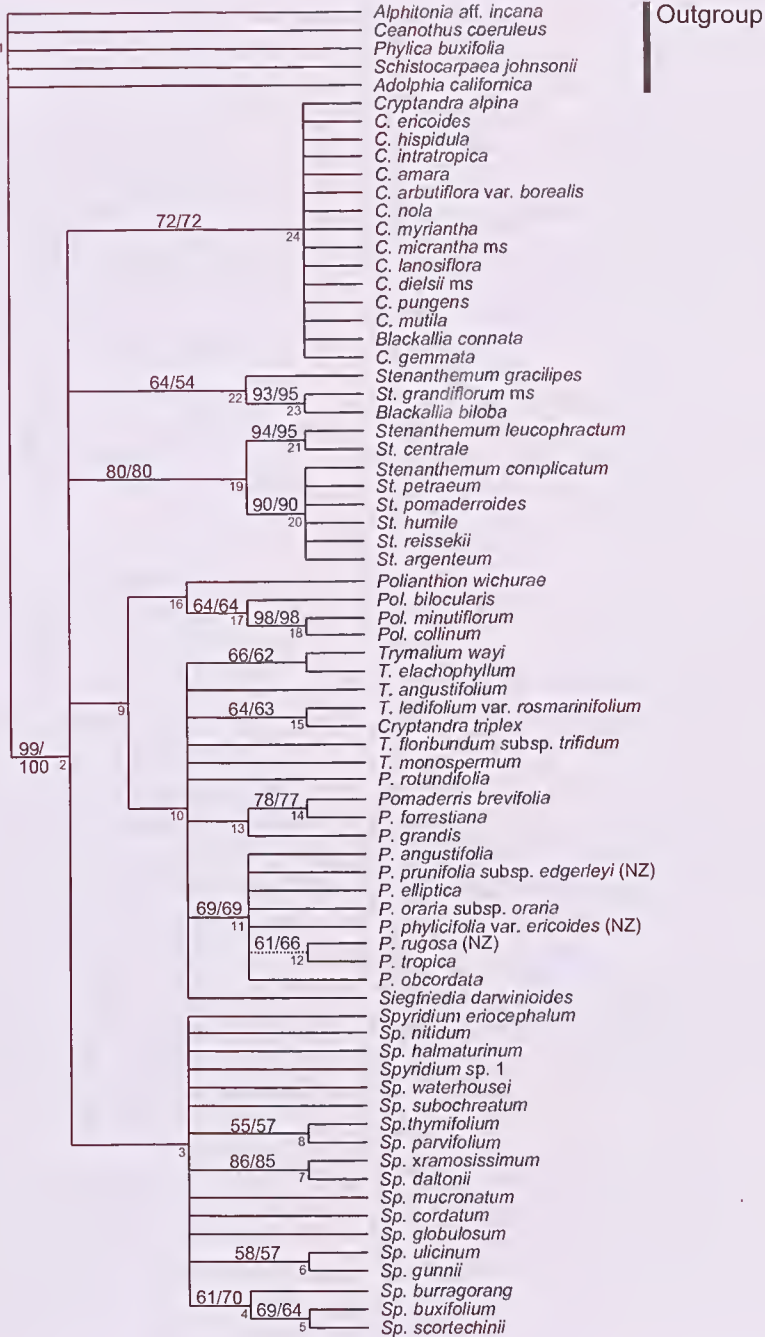 Alphitonia aff. incana
Outgroup
Ceanothus coeruleus
1
Phylica buxifolia
Schistocarpaea johnsonii
Adolphia californica
Cryptandra alpina
C. ericoides
C. hispidula
C. intratropica
C. amara
C. arbutiflora var. borealis
C. nola
72/72
C. myriantha
24
C. micrantha ms
C. lanosiflora
C. dielsii ms
C. pungens
C. mutila
Blackallia connata
C. gemmata
Stenanthemum gracilipes
64/54
22
93/95
St. grandiflorum ms
23
Blackallia biloba
94/95
Stenanthemum leucophractum
21
St. centrale
Stenanthemum complicatum
80/80
19
St. petraeum
90/90
St. pomaderroides
20
St. humile
St. reissekii
St. argenteum
Polianthion wichurae
16
64/64
Pol. bilocularis
17
98/98
Pol. minutiflorum
18
Pol. collinum
66/62
Trymalium wayi
T. elachophyllum
T. angustifolium
9
64/63
T. ledifolium var. rosmarinifolium
15
Cryptandra triplex
99/
100
2
T. floribundum subsp. trifidum
T. monospermum
P. rotundifolia
78/77
Pomaderris brevifolia
10
14
P. forrestiana
13
P. grandis
P. angustifolia
P. prunifolia subsp. edgerleyi (NZ)
P. elliptica
69/69
P. oraria subsp. oraria
11
P. phylicifolia var. ericoides (NZ)
61/66
P. rugosa (NZ)
12
P. tropica
P. obcordata
Siegfriedia darwinioides
Spyridium eriocephalum
Sp. nitidum
Sp. halmaturinum
Spyridium sp. 1
Sp. waterhousei
Sp. subochreatum
55/57
Sp.thymifolium
3
8
Sp. parvifolium
86/85
Sp. xramosissimum
7
Sp. daltonii
Sp. mucronatum
Sp. cordatum
Sp. globulosum
58/57
Sp. ulicinum
6
Sp. gunnii
61/70
Sp. burragorang
4
69/64
Sp. buxifolium
5
Sp. scortechinii